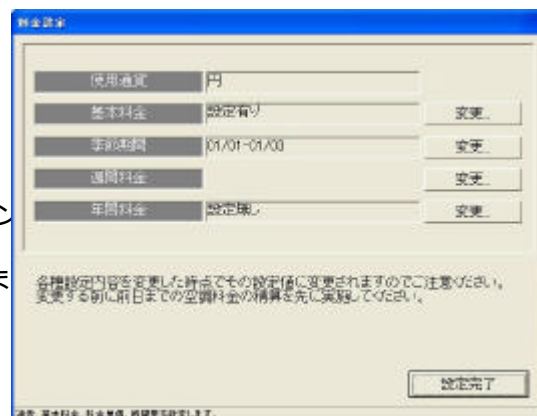 料金設定
使用通貨 円
基本料金 設定有り 変更..
季節期間 01/01-01/00 変更..
週間料金 変更..
年間料金 設定無し 変更..
ン
ま
各種設定内容を変更した時点でその設定値に変更されますのでご注意ください。
変更する前に前日までの空調料金の精算を先に実施してください。
設定完了